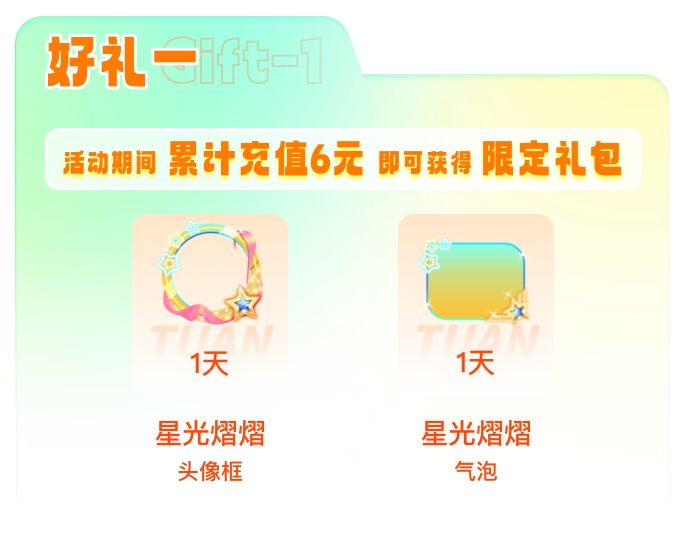 好礼一 Gift-1
活动期间 累计充值6元 即可获得 限定礼包
TUAN TUAN
1天 1天
星光熠熠 星光熠熠
头像框 气泡